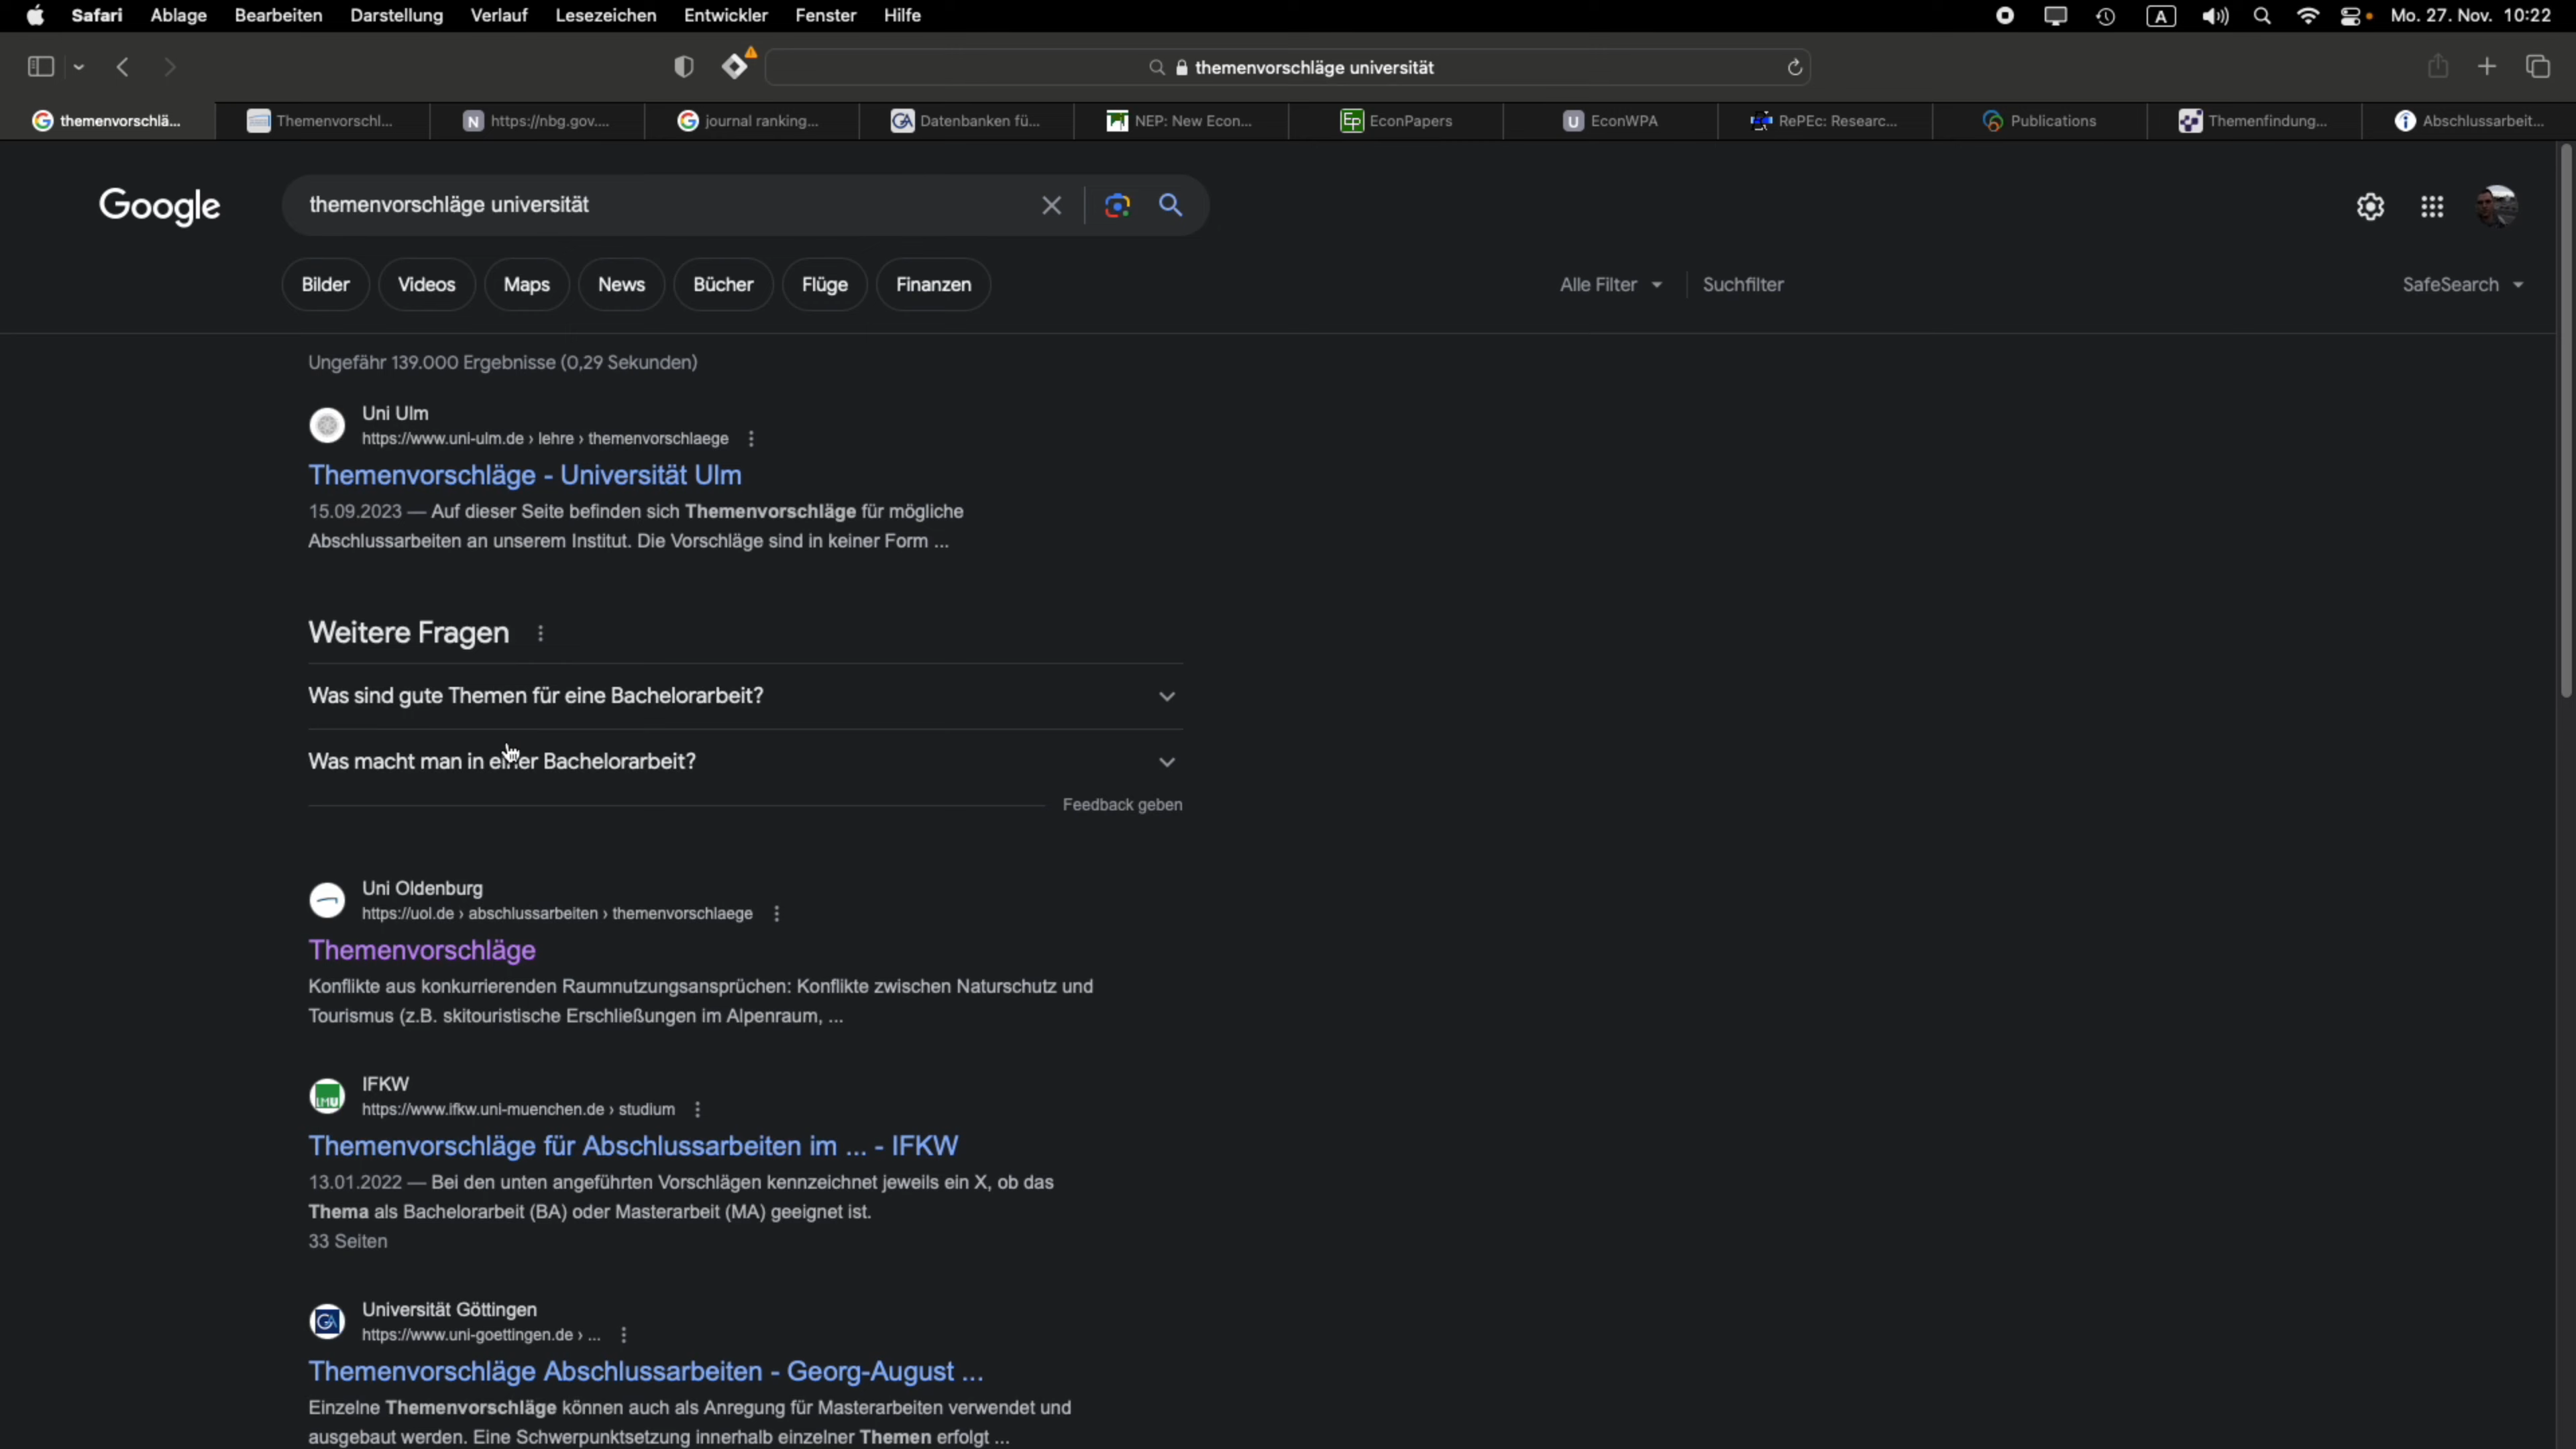 Safari Ablage Bearbeiten Darstellung Verlauf Lesezeichen Entwickler Fenster Hilfe A Mo. 27. Nov. 10:22
themenvorschläge universität
themenvorschlä... Themenvorschl... N https://nbg.gov.... journal ranking... GA Datenbanken fü... NEP: New Econ... Ep EconPapers U EconWPA RePEc: Researc... Publications Themenfindung... Abschlussarbeit...
Google themenvorschläge universität
Bilder Videos Maps News Bücher Flüge Finanzen Alle Filter Suchfilter SafeSearch
Ungefähr 139.000 Ergebnisse (0,29 Sekunden)
Uni Ulm
https://www.uni-ulm.de › lehre › themenvorschlaege
Themenvorschläge - Universität Ulm
15.09.2023 — Auf dieser Seite befinden sich Themenvorschläge für mögliche
Abschlussarbeiten an unserem Institut. Die Vorschläge sind in keiner Form ...
Weitere Fragen
Was sind gute Themen für eine Bachelorarbeit?
Was macht man in einer Bachelorarbeit?
Feedback geben
Uni Oldenburg
https://uol.de › abschlussarbeiten › themenvorschlaege
Themenvorschläge
Konflikte aus konkurrierenden Raumnutzungsansprüchen: Konflikte zwischen Naturschutz und
Tourismus (z.B. skitouristische Erschließungen im Alpenraum, ...
LMU IFKW
https://www.ifkw.uni-muenchen.de › studium
Themenvorschläge für Abschlussarbeiten im ... - IFKW
13.01.2022 — Bei den unten angeführten Vorschlägen kennzeichnet jeweils ein X, ob das
Thema als Bachelorarbeit (BA) oder Masterarbeit (MA) geeignet ist.
33 Seiten
GA Universität Göttingen
https://www.uni-goettingen.de › ...
Themenvorschläge Abschlussarbeiten - Georg-August ...
Einzelne Themenvorschläge können auch als Anregung für Masterarbeiten verwendet und
ausgebaut werden. Eine Schwerpunktsetzung innerhalb einzelner Themen erfolgt ...